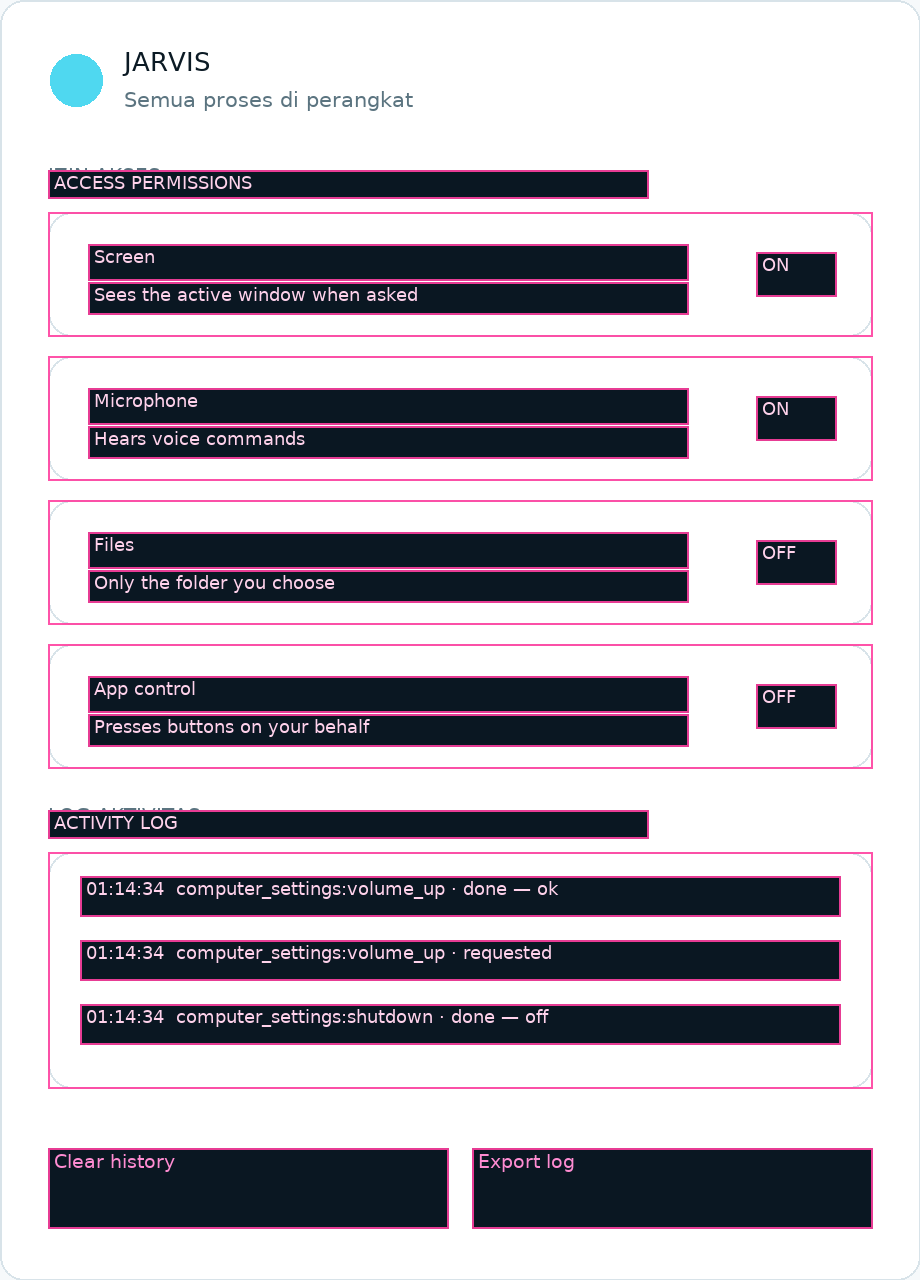 JARVIS
Semua proses di perangkat
ACCESS PERMISSIONS
Screen
ON
Sees the active window when asked
Microphone
ON
Hears voice commands
Files
OFF
Only the folder you choose
App control
OFF
Presses buttons on your behalf
ACTIVITY LOG
01:14:34 computer_settings:volume_up · done — ok
01:14:34 computer_settings:volume_up · requested
01:14:34 computer_settings:shutdown · done — off
Clear history
Export log